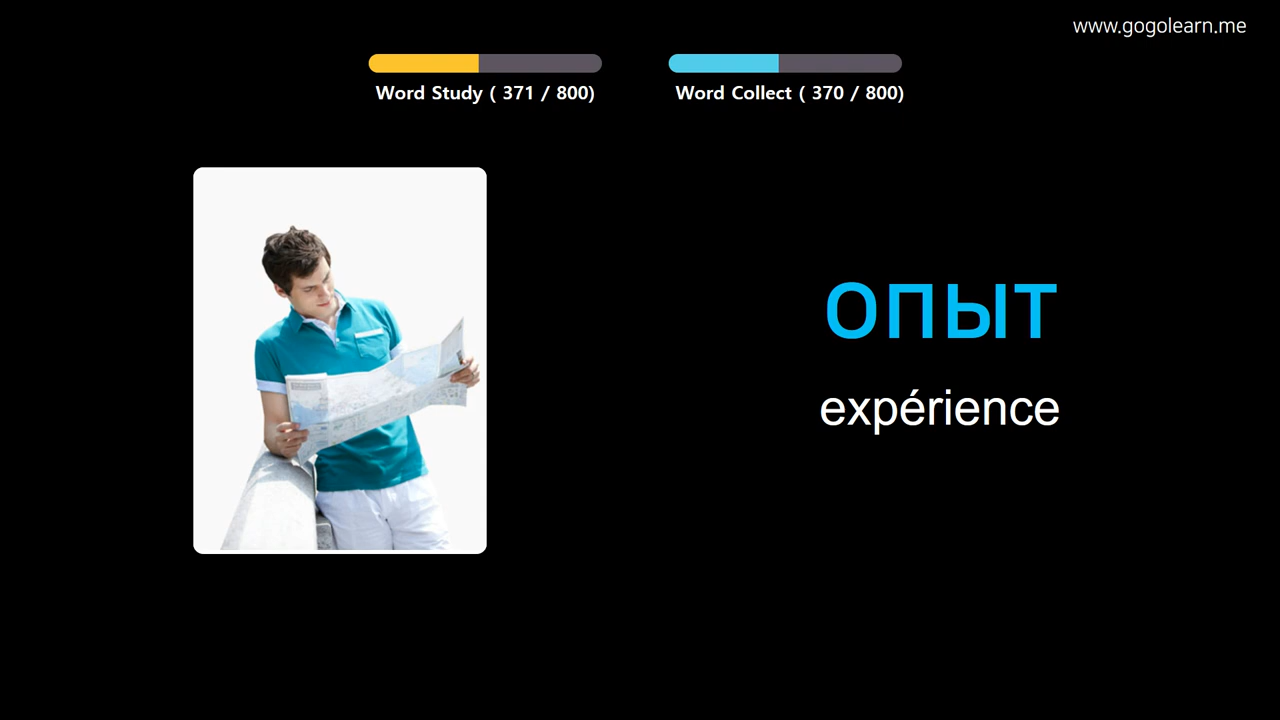 www.gogolearn.me
Word Study ( 371 / 800)
Word Collect ( 370 / 800)
опыт
expérience